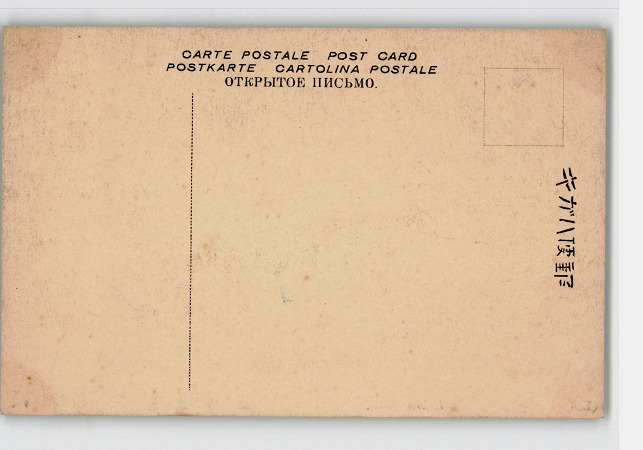 CARTE POSTALE POST CARD
POSTKARTE CARTOLINA POSTALE
ОТКРЫТОЕ ПИСЬМО.
キガハ便郵